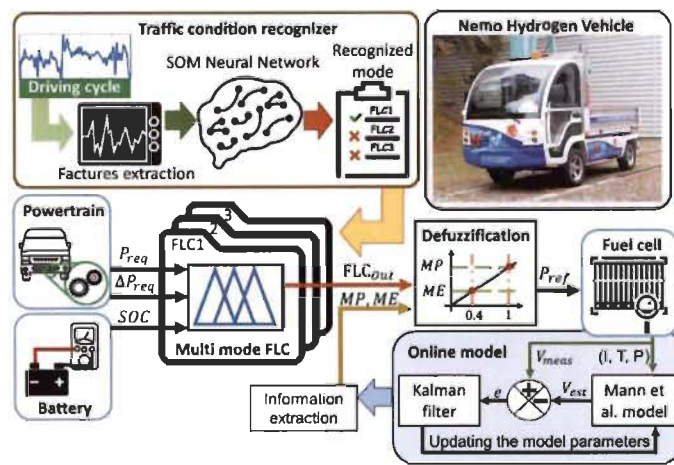 Traffic condition recognizer
Driving cycle
SOM Neural Network
Recognized
mode
FLC1
FLC2
FLC3
Factures extraction
Nemo Hydrogen Vehicle
Powertrain
P_req
ΔP_req
SOC
Battery
3
2
FLC1
Multi mode FLC
FLC_Out
MP, ME
Defuzzification
MP
ME
0.4 1
P_ref
Fuel cell
Online model
V_meas
(I, T, P)
Kalman
filter
e
V_est
Mann et
al. model
Updating the model parameters
Information
extraction